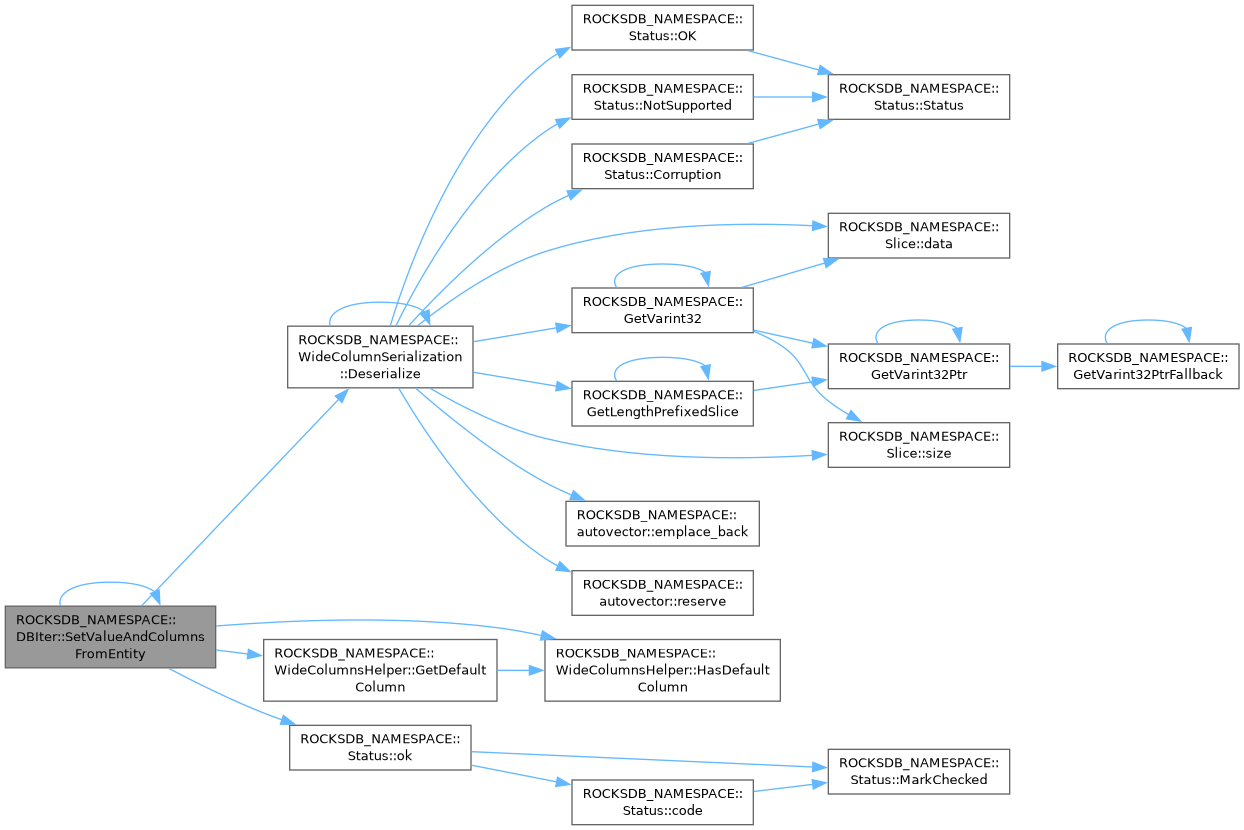 ROCKSDB_NAMESPACE::
Status::OK
ROCKSDB_NAMESPACE::
Status::NotSupported
ROCKSDB_NAMESPACE::
Status::Status
ROCKSDB_NAMESPACE::
Status::Corruption
ROCKSDB_NAMESPACE::
Slice::data
ROCKSDB_NAMESPACE::
GetVarint32
ROCKSDB_NAMESPACE::
WideColumnSerialization
::Deserialize
ROCKSDB_NAMESPACE::
GetVarint32Ptr
ROCKSDB_NAMESPACE::
GetVarint32PtrFallback
ROCKSDB_NAMESPACE::
GetLengthPrefixedSlice
ROCKSDB_NAMESPACE::
Slice::size
ROCKSDB_NAMESPACE::
autovector::emplace_back
ROCKSDB_NAMESPACE::
autovector::reserve
ROCKSDB_NAMESPACE::
DBIter::SetValueAndColumns
FromEntity
ROCKSDB_NAMESPACE::
WideColumnsHelper::GetDefault
Column
ROCKSDB_NAMESPACE::
WideColumnsHelper::HasDefault
Column
ROCKSDB_NAMESPACE::
Status::ok
ROCKSDB_NAMESPACE::
Status::MarkChecked
ROCKSDB_NAMESPACE::
Status::code